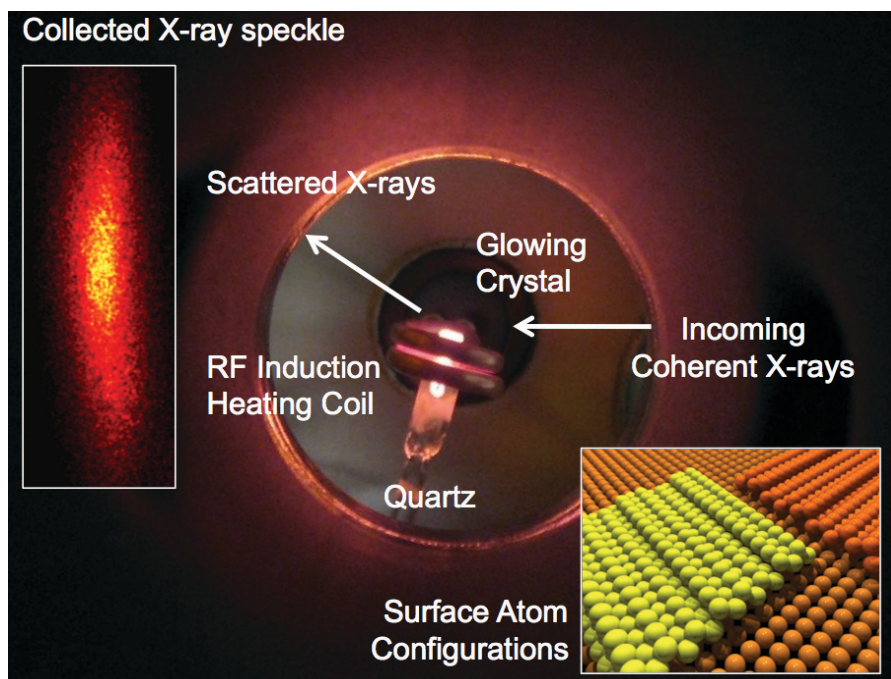 Collected X-ray speckle
Scattered X-rays
Glowing
Crystal
Incoming
Coherent X-rays
RF Induction
Heating Coil
Quartz
Surface Atom
Configurations